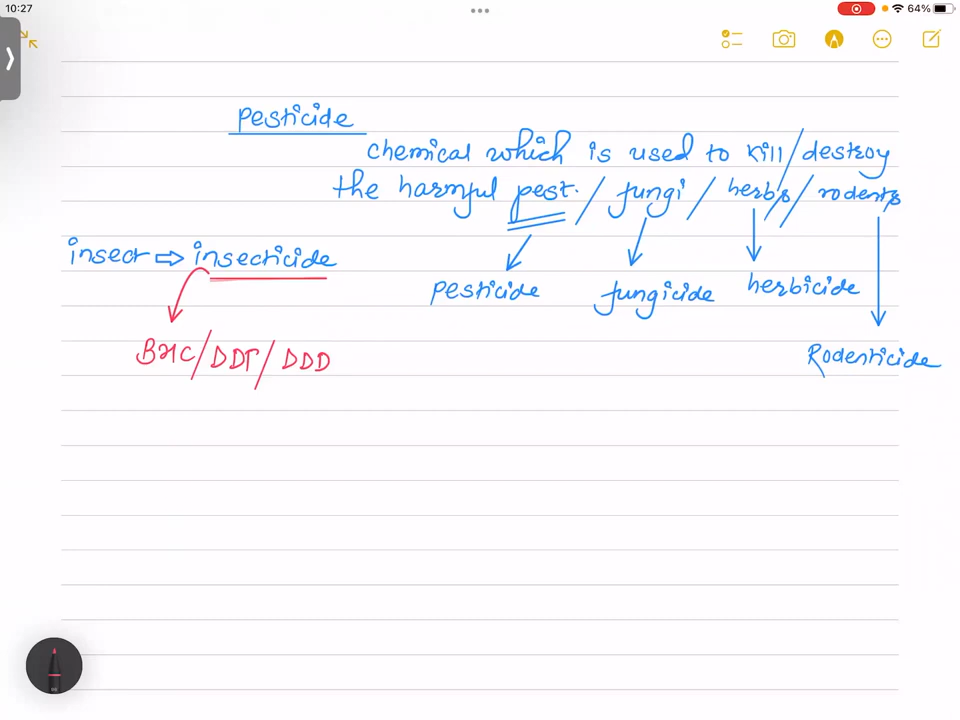 10:27
64%
Pesticide
chemical which is used to kill/destroy
the harmful pest. / fungi / herbs / rodents
insect ⇨ insecticide
pesticide fungicide herbicide
BHC/DDT/DDD
Rodenticide